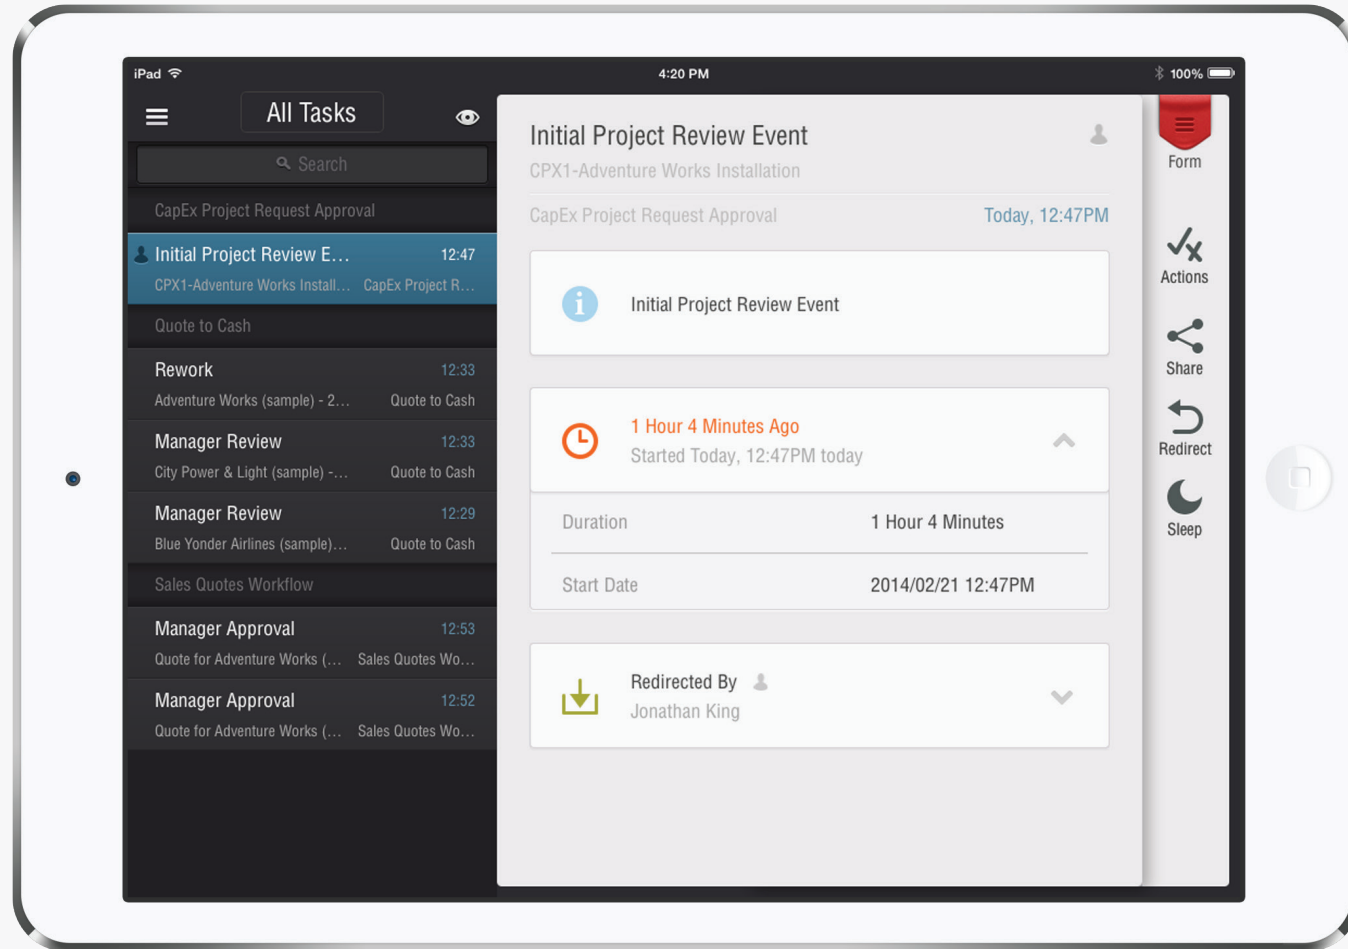 iPad 4:20 PM 100%
All Tasks
Search
CapEx Project Request Approval
Initial Project Review E... 12:47
CPX1-Adventure Works Install... CapEx Project R...
Quote to Cash
Rework 12:33
Adventure Works (sample) - 2... Quote to Cash
Manager Review 12:33
City Power & Light (sample) -... Quote to Cash
Manager Review 12:29
Blue Yonder Airlines (sample)... Quote to Cash
Sales Quotes Workflow
Manager Approval 12:53
Quote for Adventure Works (... Sales Quotes Wo...
Manager Approval 12:52
Quote for Adventure Works (... Sales Quotes Wo...
Initial Project Review Event
CPX1-Adventure Works Installation
CapEx Project Request Approval Today, 12:47PM
Initial Project Review Event
1 Hour 4 Minutes Ago
Started Today, 12:47PM today
Duration 1 Hour 4 Minutes
Start Date 2014/02/21 12:47PM
Redirected By
Jonathan King
Form
Actions
Share
Redirect
Sleep